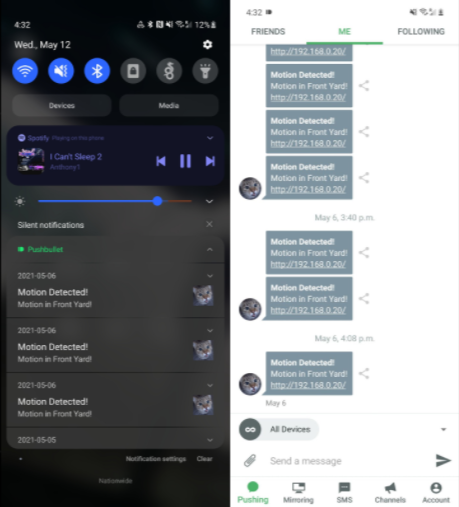 4:32
12%
Wed., May 12
Devices
Media
Spotify Playing on this phone
I Can't Sleep 2
Anthony1
Silent notifications
Pushbullet
2021-05-06
Motion Detected!
Motion in Front Yard!
2021-05-06
Motion Detected!
Motion in Front Yard!
2021-05-06
Motion Detected!
Motion in Front Yard!
2021-05-05
Notification settings Clear
Nationwide
4:32
FRIENDS ME FOLLOWING
http://192.168.0.20/
Motion Detected!
Motion in Front Yard!
http://192.168.0.20/
Motion Detected!
Motion in Front Yard!
http://192.168.0.20/
Motion Detected!
Motion in Front Yard!
http://192.168.0.20/
May 6, 3:40 p.m.
Motion Detected!
Motion in Front Yard!
http://192.168.0.20/
Motion Detected!
Motion in Front Yard!
http://192.168.0.20/
May 6, 4:08 p.m.
Motion Detected!
Motion in Front Yard!
http://192.168.0.20/
May 6
All Devices
Send a message
Pushing Mirroring SMS Channels Account